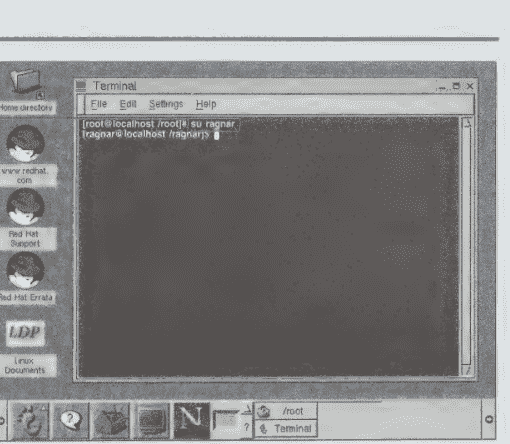 Home directory
www.redhat.
com
Red Hat
Support
Red Hat Errata
LDP
Linux
Documents
Terminal
File Edit Settings Help
[root@localhost /root]# su ragnar
[ragnar@localhost /ragnar]$
N
?
/root
? Terminal